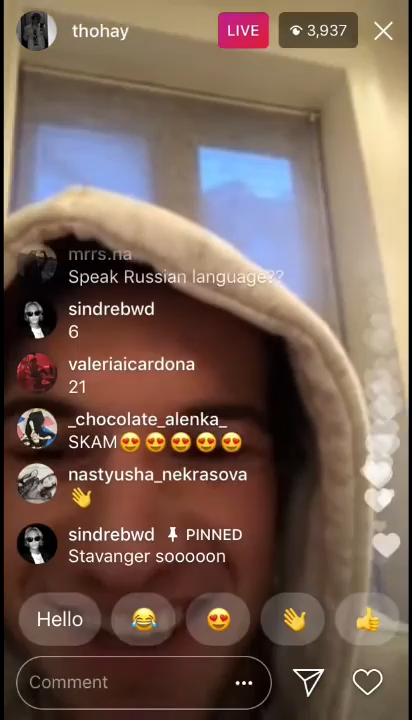 thohay
LIVE
3,937
mrrs.na
Speak Russian language??
sindrebwd
6
valeriaicardona
21
_chocolate_alenka_
SKAM😍😍😍😍😍
nastyusha_nekrasova
👋
sindrebwd PINNED
Stavanger sooooon
Hello 😂 😍 👋 👍
Comment